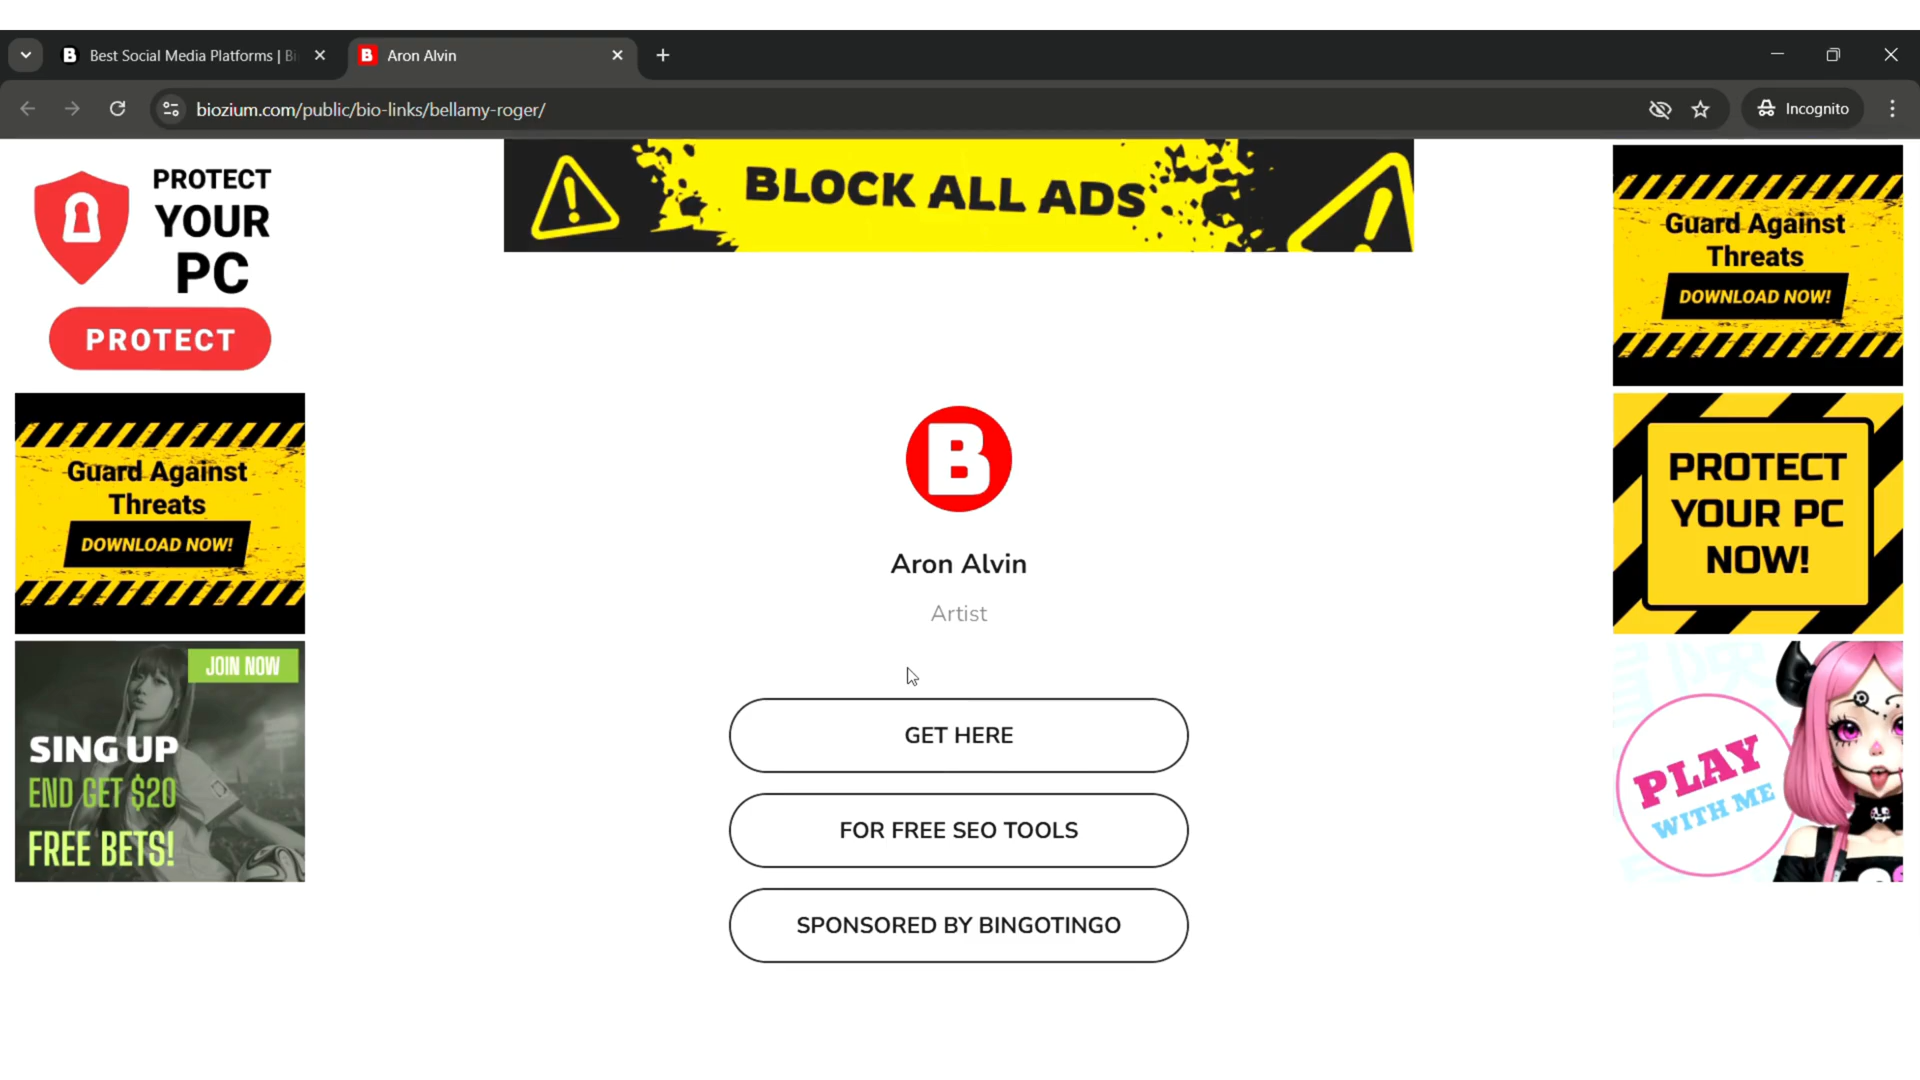 Best Social Media Platforms | Bi
Aron Alvin
biozium.com/public/bio-links/bellamy-roger/
Incognito
PROTECT
YOUR
PC
PROTECT
BLOCK ALL ADS
Guard Against
Threats
DOWNLOAD NOW!
Guard Against
Threats
DOWNLOAD NOW!
B
PROTECT
YOUR PC
NOW!
Aron Alvin
Artist
JOIN NOW
SING UP
END GET $20
FREE BETS!
GET HERE
PLAY
WITH ME
FOR FREE SEO TOOLS
SPONSORED BY BINGOTINGO